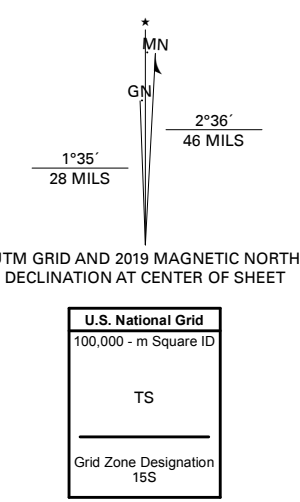 ★
MN
GN
2°36´
46 MILS
1°35´
28 MILS
UTM GRID AND 2019 MAGNETIC NORTH
DECLINATION AT CENTER OF SHEET
U.S. National Grid
100,000 - m Square ID
TS
Grid Zone Designation
15S